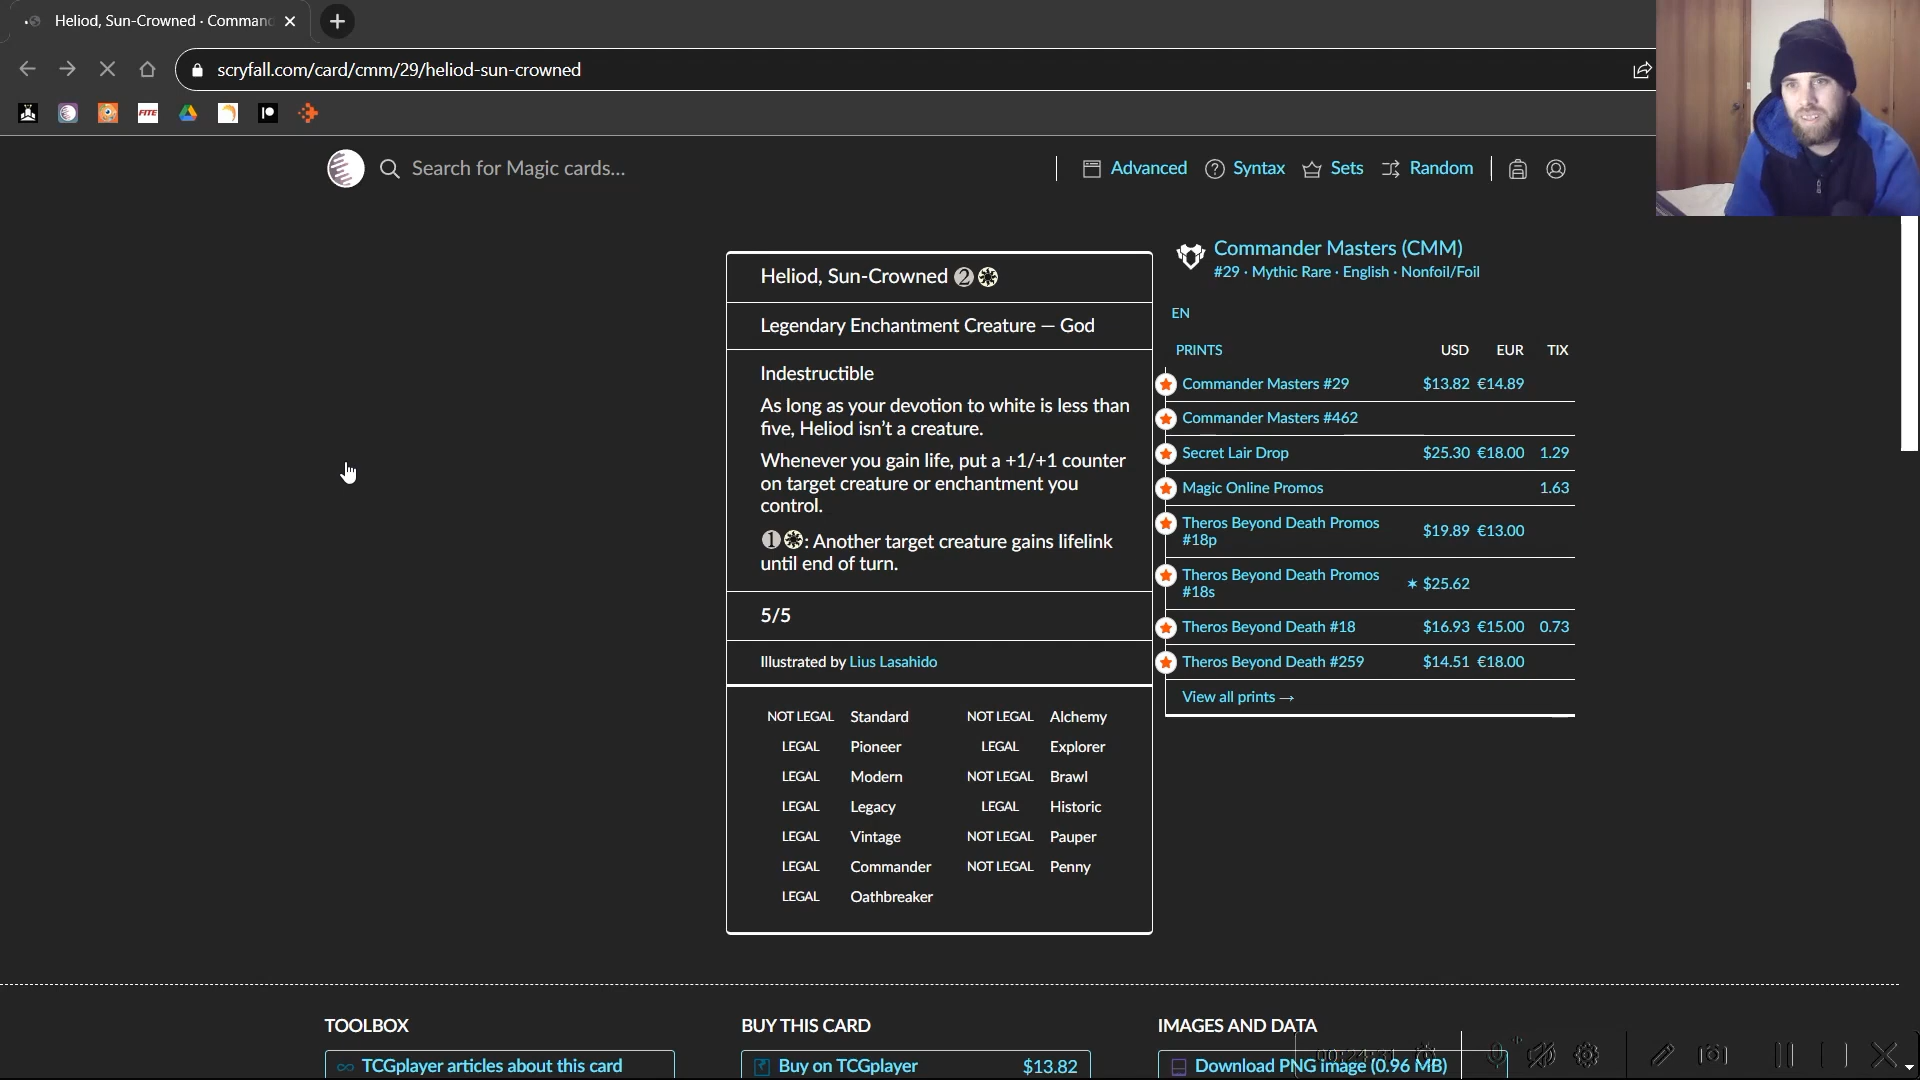 Heliod, Sun-Crowned · Comman
scryfall.com/card/cmm/29/heliod-sun-crowned
FITE
Search for Magic cards...
Advanced
Syntax
Sets
Random
Heliod, Sun-Crowned 2
Legendary Enchantment Creature — God
Indestructible
As long as your devotion to white is less than
five, Heliod isn't a creature.
Whenever you gain life, put a +1/+1 counter
on target creature or enchantment you
control.
1: Another target creature gains lifelink
until end of turn.
5/5
Illustrated by Lius Lasahido
NOT LEGAL Standard NOT LEGAL Alchemy
LEGAL Pioneer LEGAL Explorer
LEGAL Modern NOT LEGAL Brawl
LEGAL Legacy LEGAL Historic
LEGAL Vintage NOT LEGAL Pauper
LEGAL Commander NOT LEGAL Penny
LEGAL Oathbreaker
Commander Masters (CMM)
#29 · Mythic Rare · English · Nonfoil/Foil
EN
PRINTS USD EUR TIX
Commander Masters #29 $13.82 €14.89
Commander Masters #462
Secret Lair Drop $25.30 €18.00 1.29
Magic Online Promos 1.63
Theros Beyond Death Promos
#18p $19.89 €13.00
Theros Beyond Death Promos
#18s ✶ $25.62
Theros Beyond Death #18 $16.93 €15.00 0.73
Theros Beyond Death #259 $14.51 €18.00
View all prints →
TOOLBOX
TCGplayer articles about this card
BUY THIS CARD
Buy on TCGplayer $13.82
IMAGES AND DATA
Download PNG image (0.96 MB)